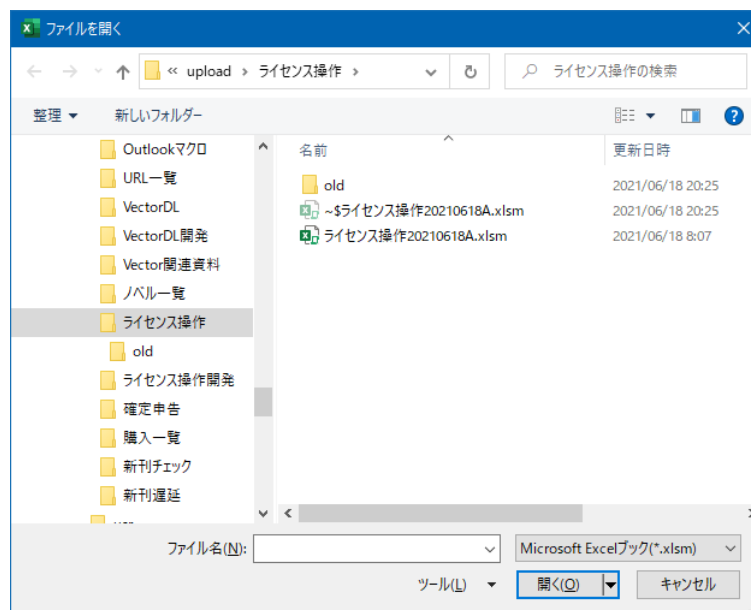 ファイルを開く
« upload › ライセンス操作 ›
ライセンス操作の検索
整理
新しいフォルダー
名前
更新日時
Outlookマクロ
URL一覧
VectorDL
VectorDL開発
Vector関連資料
ノベル一覧
ライセンス操作
old
ライセンス操作開発
確定申告
購入一覧
新刊チェック
新刊遅延
old 2021/06/18 20:25
~$ライセンス操作20210618A.xlsm 2021/06/18 20:25
ライセンス操作20210618A.xlsm 2021/06/18 8:07
ファイル名(N):
Microsoft Excelブック(*.xlsm)
ツール(L)
開く(O)
キャンセル